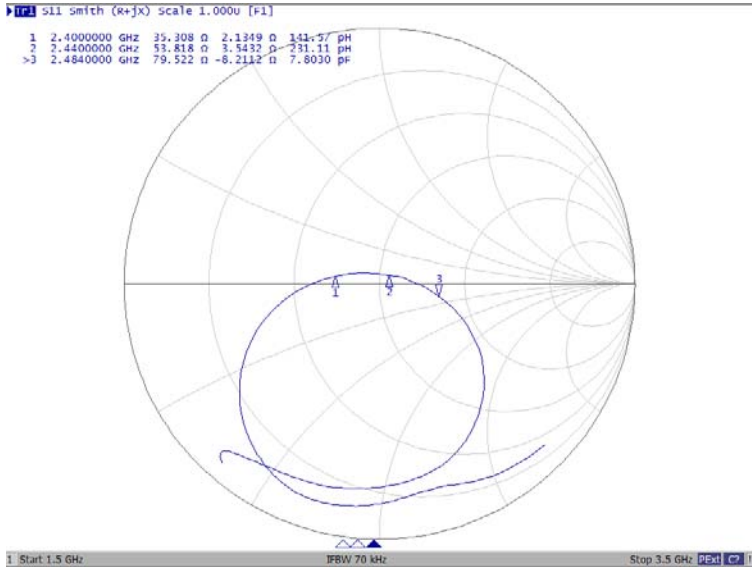 Tr1 S11 Smith (R+jX) Scale 1.000U [F1]
1 2.4000000 GHz 35.308 Ω 2.1349 Ω 141.57 pH
2 2.4400000 GHz 53.818 Ω 3.5432 Ω 231.11 pH
>3 2.4840000 GHz 79.522 Ω -8.2112 Ω 7.8030 pF
3
1 2
1 Start 1.5 GHz IFBW 70 kHz Stop 3.5 GHz PExt C? !